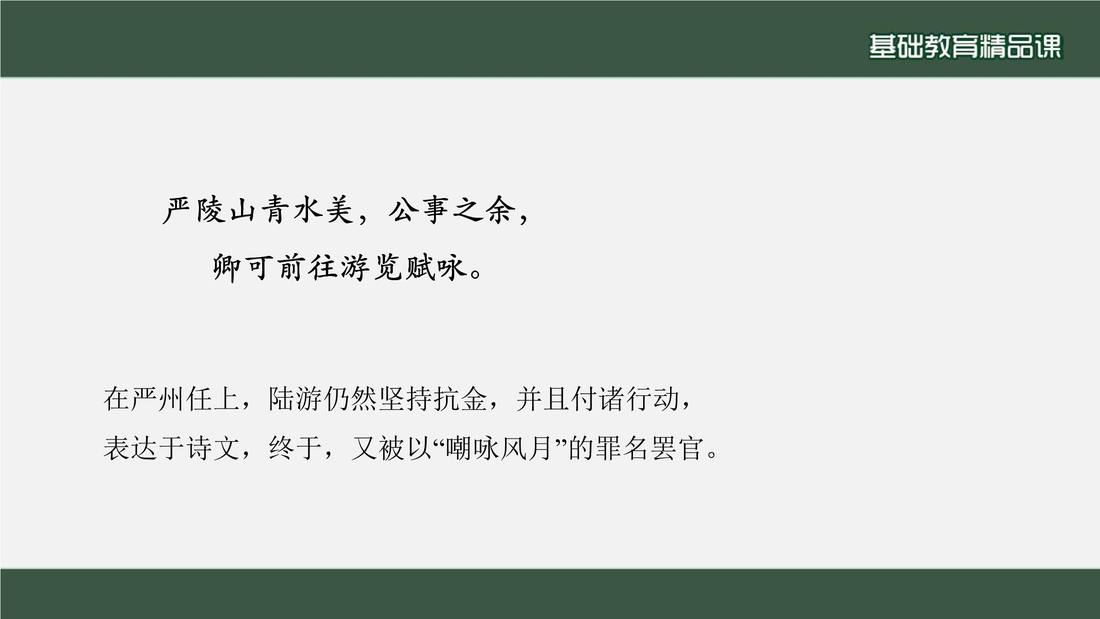 基础教育精品课
严陵山青水美，公事之余，
卿可前往游览赋咏。
在严州任上，陆游仍然坚持抗金，并且付诸行动，
表达于诗文，终于，又被以“嘲咏风月”的罪名罢官。